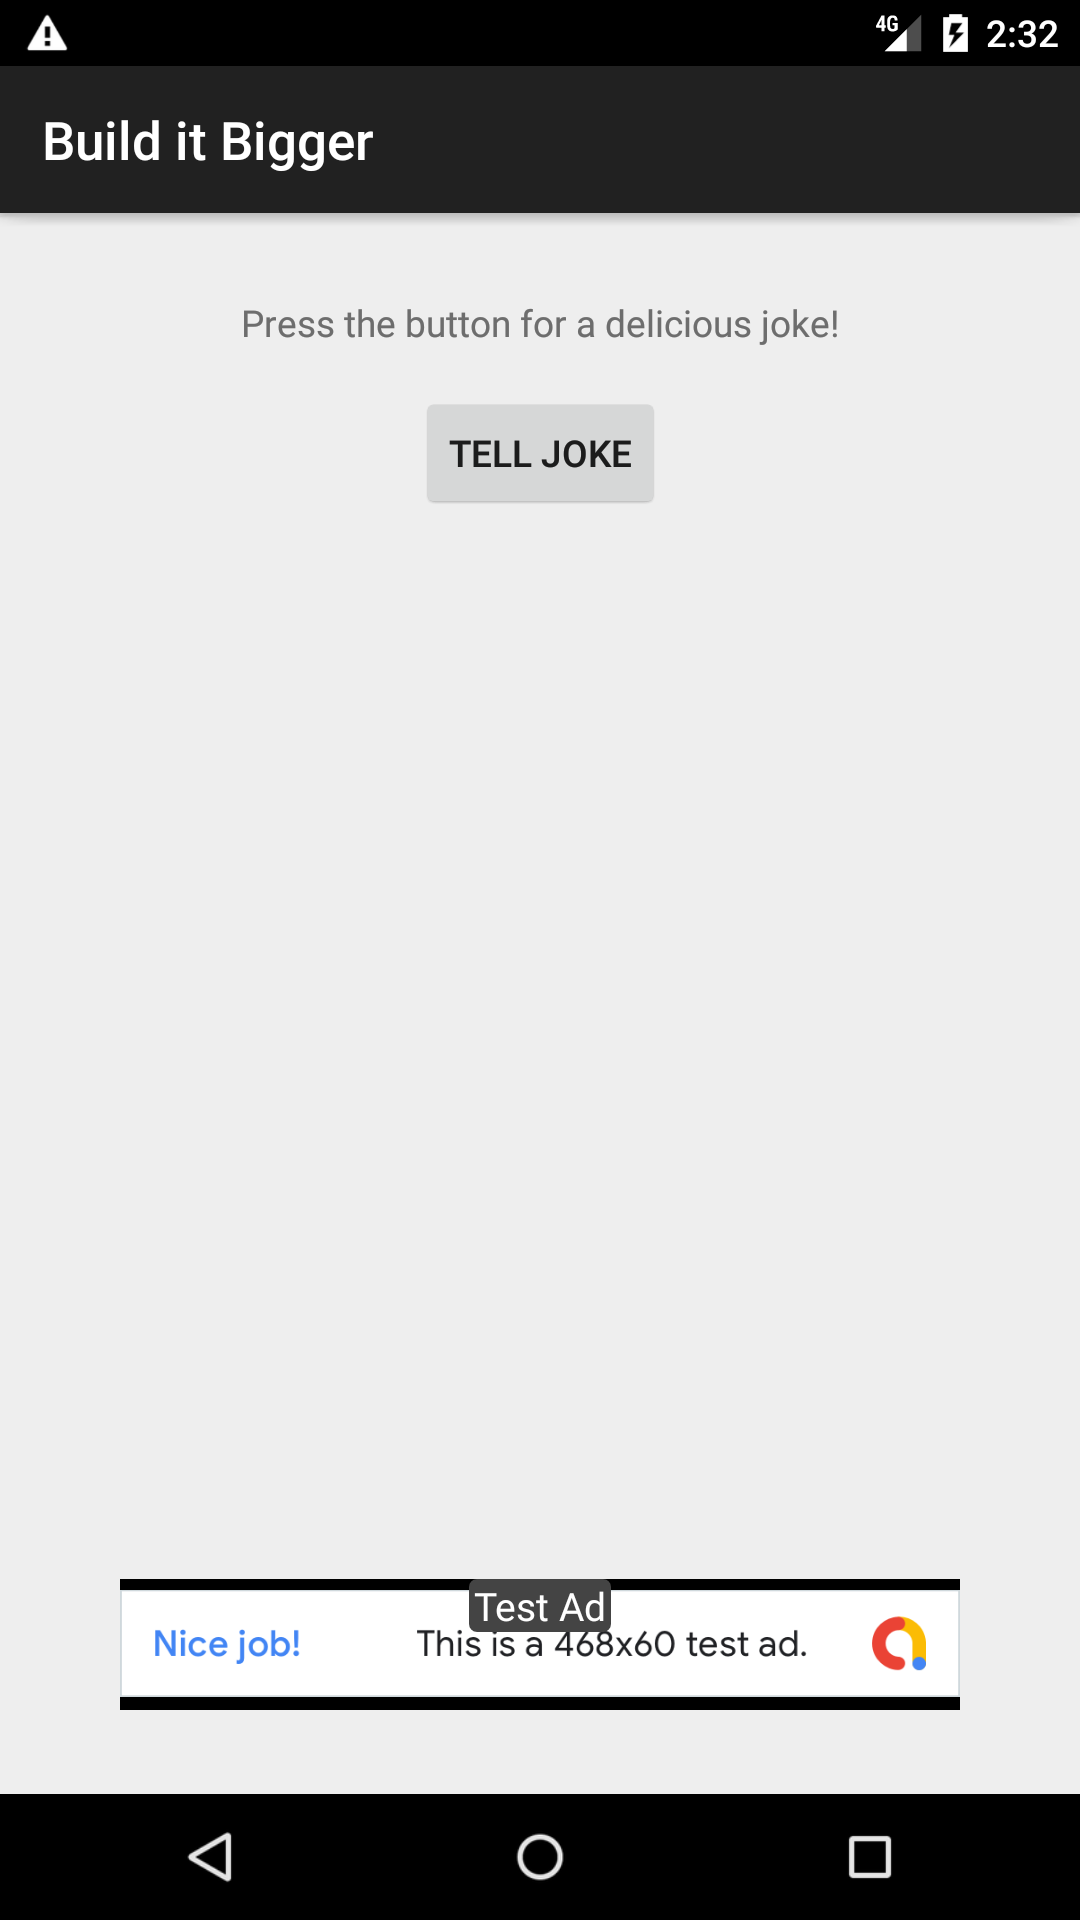 4G 2:32
Build it Bigger
Press the button for a delicious joke!
TELL JOKE
Test Ad
Nice job! This is a 468x60 test ad.